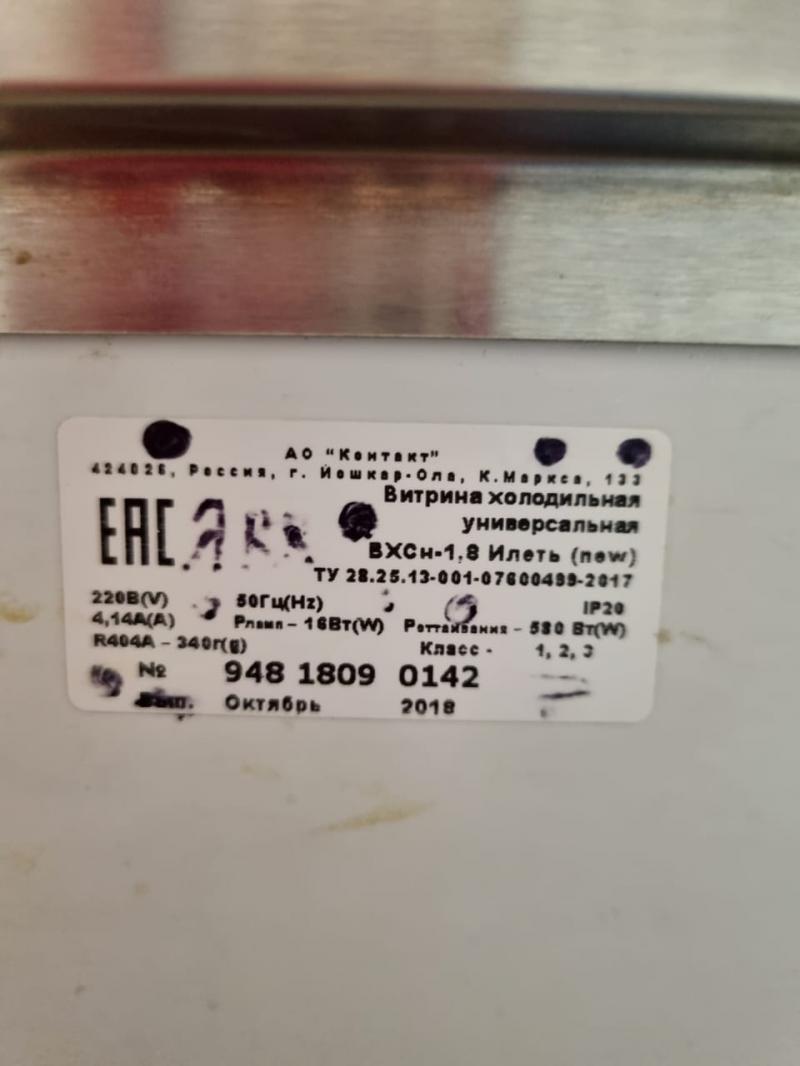 АО "Контакт"
424026, Россия, г. Йошкар-Ола, К.Маркса, 133
EAC
Витрина холодильная
универсальная
ВХСн-1,8 Илеть (new)
ТУ 28.25.13-001-07600499-2017
220В(V) 50Гц(Hz) IP20
4,14А(А) Рламп – 16Вт(W) Роттаивания – 580 Вт(W)
R404A – 340г(g) Класс - 1, 2, 3
№ 948 1809 0142
Октябрь 2018